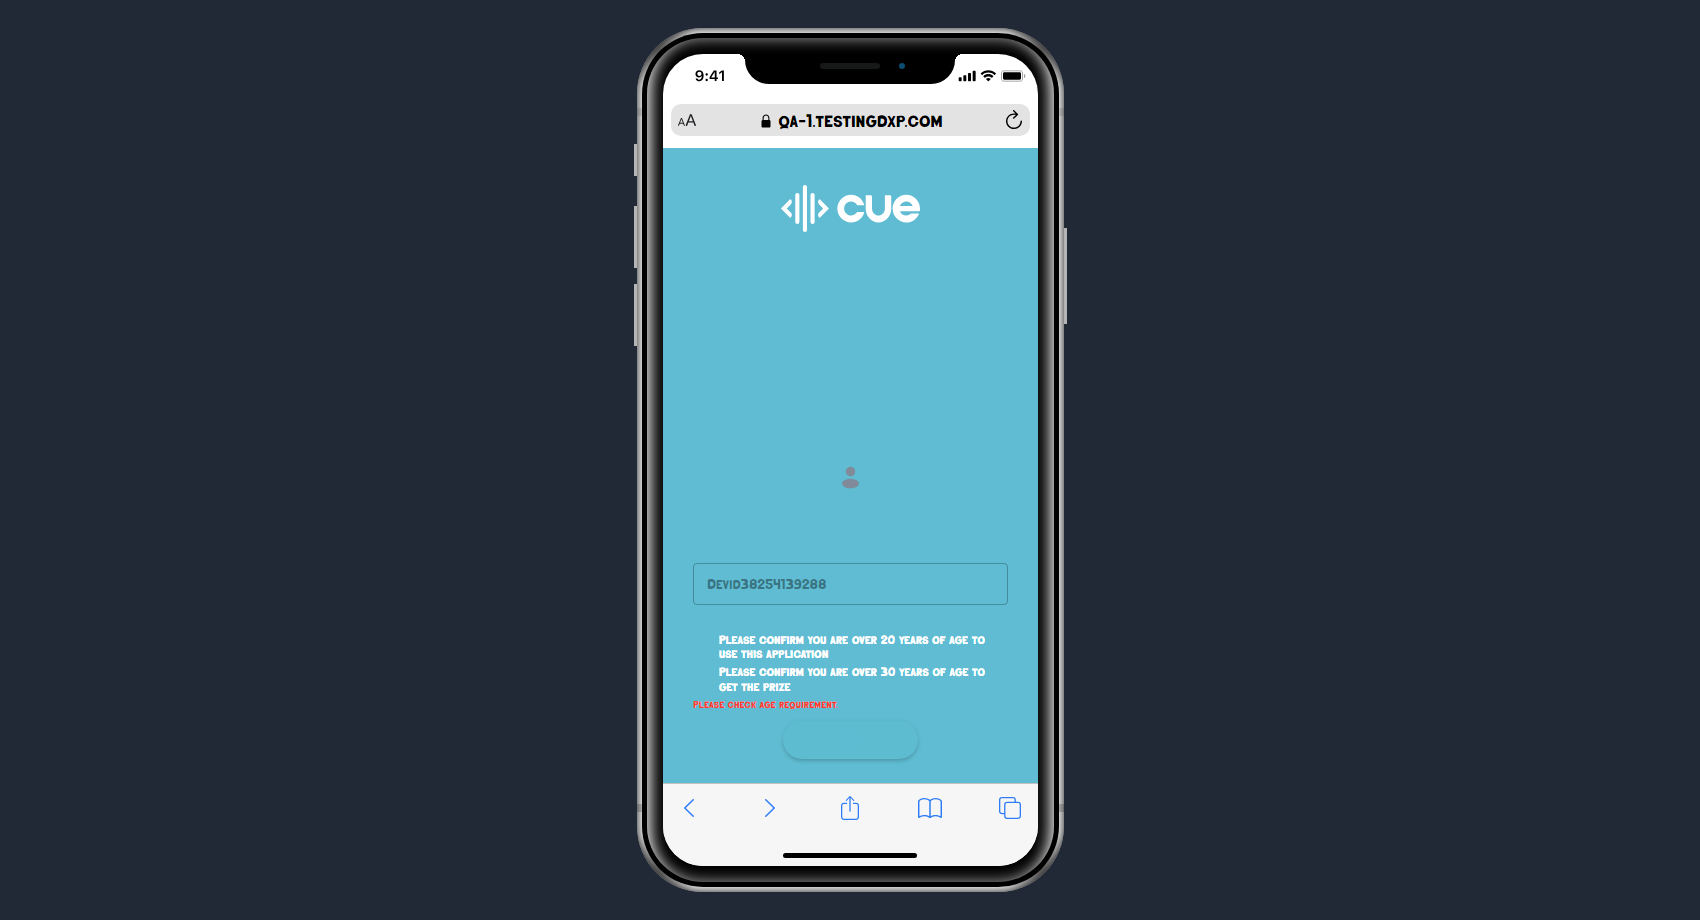 9:41
AA
QA-1.TESTINGDXP.COM
cue
Devid38254139288
Please confirm you are over 20 years of age to
use this application
Please confirm you are over 30 years of age to
get the prize
Please check age requirement